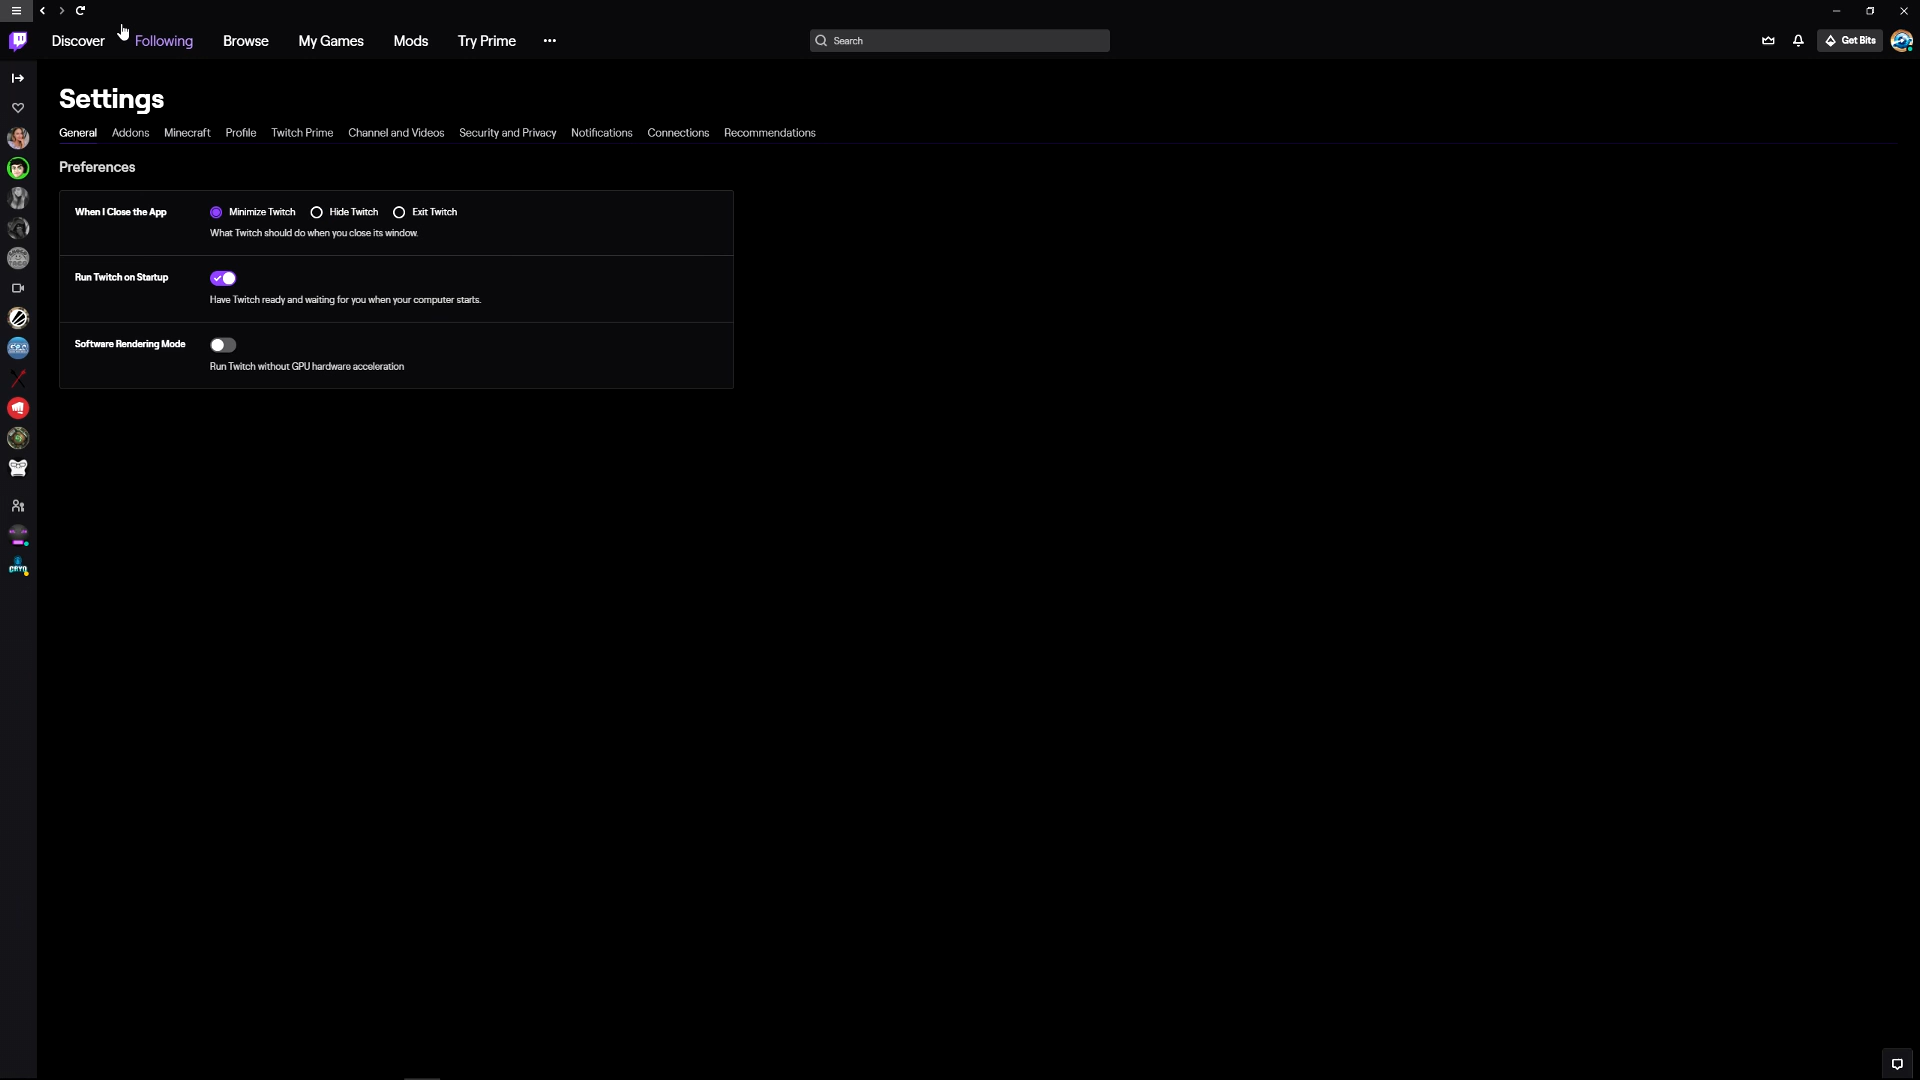 Discover Following Browse My Games Mods Try Prime Search Get Bits
Settings
General Addons Minecraft Profile Twitch Prime Channel and Videos Security and Privacy Notifications Connections Recommendations
Preferences
When I Close the App Minimize Twitch Hide Twitch Exit Twitch
What Twitch should do when you close its window.
Run Twitch on Startup
Have Twitch ready and waiting for you when your computer starts.
Software Rendering Mode
Run Twitch without GPU hardware acceleration
CRYO